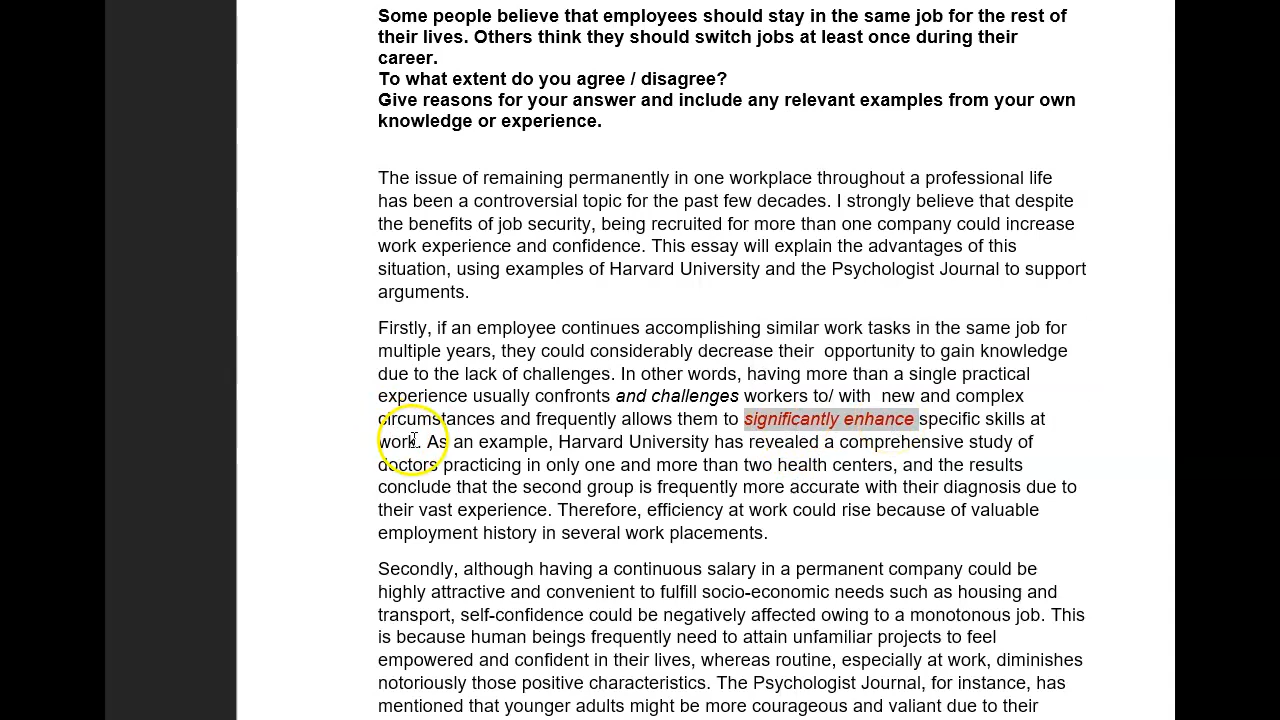 Some people believe that employees should stay in the same job for the rest of
their lives. Others think they should switch jobs at least once during their
career.
To what extent do you agree / disagree?
Give reasons for your answer and include any relevant examples from your own
knowledge or experience.
The issue of remaining permanently in one workplace throughout a professional life
has been a controversial topic for the past few decades. I strongly believe that despite
the benefits of job security, being recruited for more than one company could increase
work experience and confidence. This essay will explain the advantages of this
situation, using examples of Harvard University and the Psychologist Journal to support
arguments.
Firstly, if an employee continues accomplishing similar work tasks in the same job for
multiple years, they could considerably decrease their  opportunity to gain knowledge
due to the lack of challenges. In other words, having more than a single practical
experience usually confronts and challenges workers to/ with  new and complex
circumstances and frequently allows them to significantly enhance specific skills at
work. As an example, Harvard University has revealed a comprehensive study of
doctors practicing in only one and more than two health centers, and the results
conclude that the second group is frequently more accurate with their diagnosis due to
their vast experience. Therefore, efficiency at work could rise because of valuable
employment history in several work placements.
Secondly, although having a continuous salary in a permanent company could be
highly attractive and convenient to fulfill socio-economic needs such as housing and
transport, self-confidence could be negatively affected owing to a monotonous job. This
is because human beings frequently need to attain unfamiliar projects to feel
empowered and confident in their lives, whereas routine, especially at work, diminishes
notoriously those positive characteristics. The Psychologist Journal, for instance, has
mentioned that younger adults might be more courageous and valiant due to their